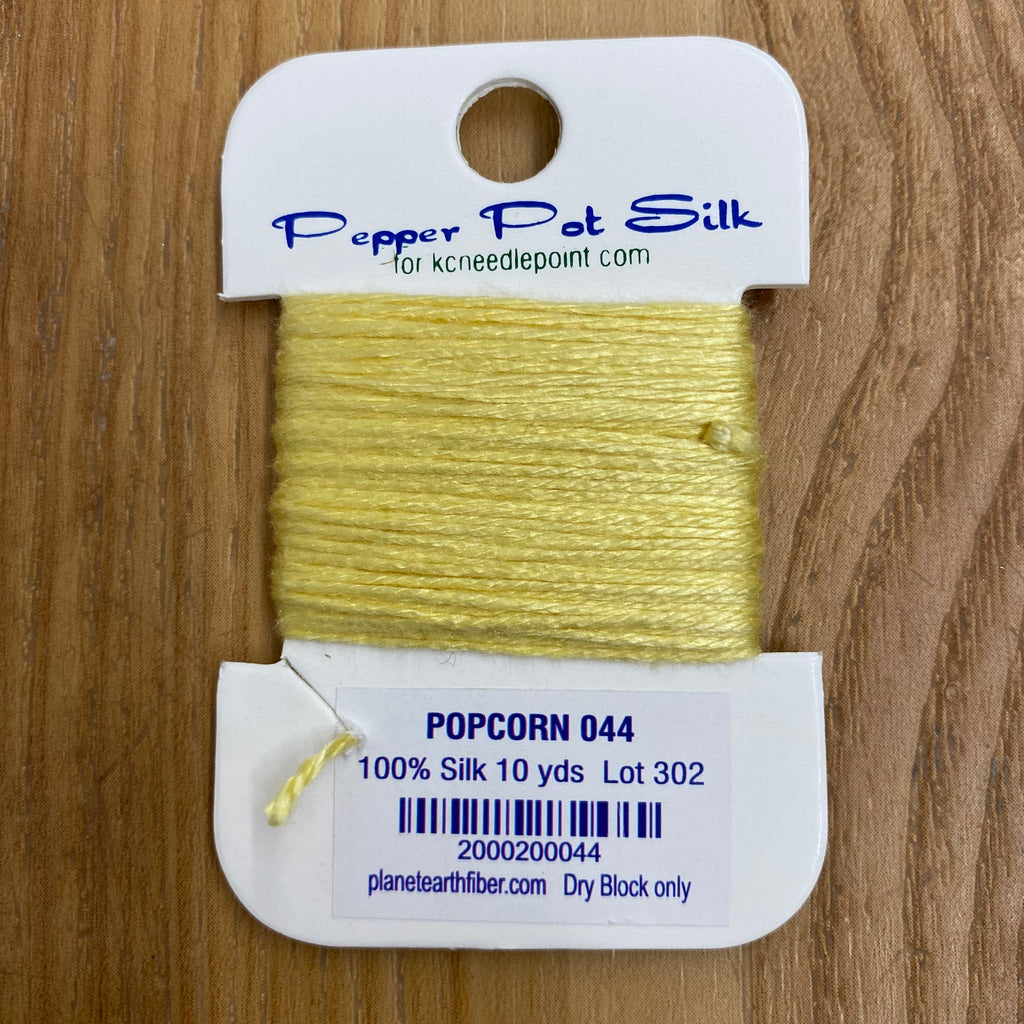 Pepper Pot Silk
for kcneedlepoint com
POPCORN 044
100% Silk 10 yds Lot 302
2000200044
planetearthfiber.com Dry Block only